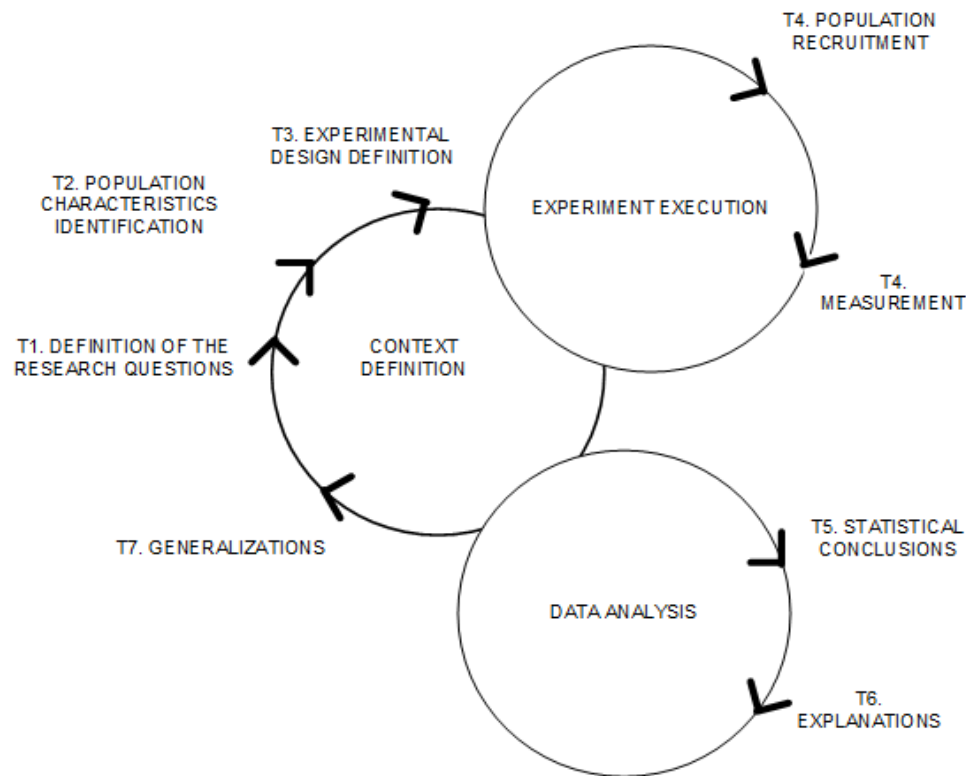 T4. POPULATION
RECRUITMENT
T3. EXPERIMENTAL
DESIGN DEFINITION
T2. POPULATION
CHARACTERISTICS
IDENTIFICATION
EXPERIMENT EXECUTION
T4.
MEASUREMENT
T1. DEFINITION OF THE
RESEARCH QUESTIONS
CONTEXT
DEFINITION
T7. GENERALIZATIONS
T5. STATISTICAL
CONCLUSIONS
DATA ANALYSIS
T6.
EXPLANATIONS